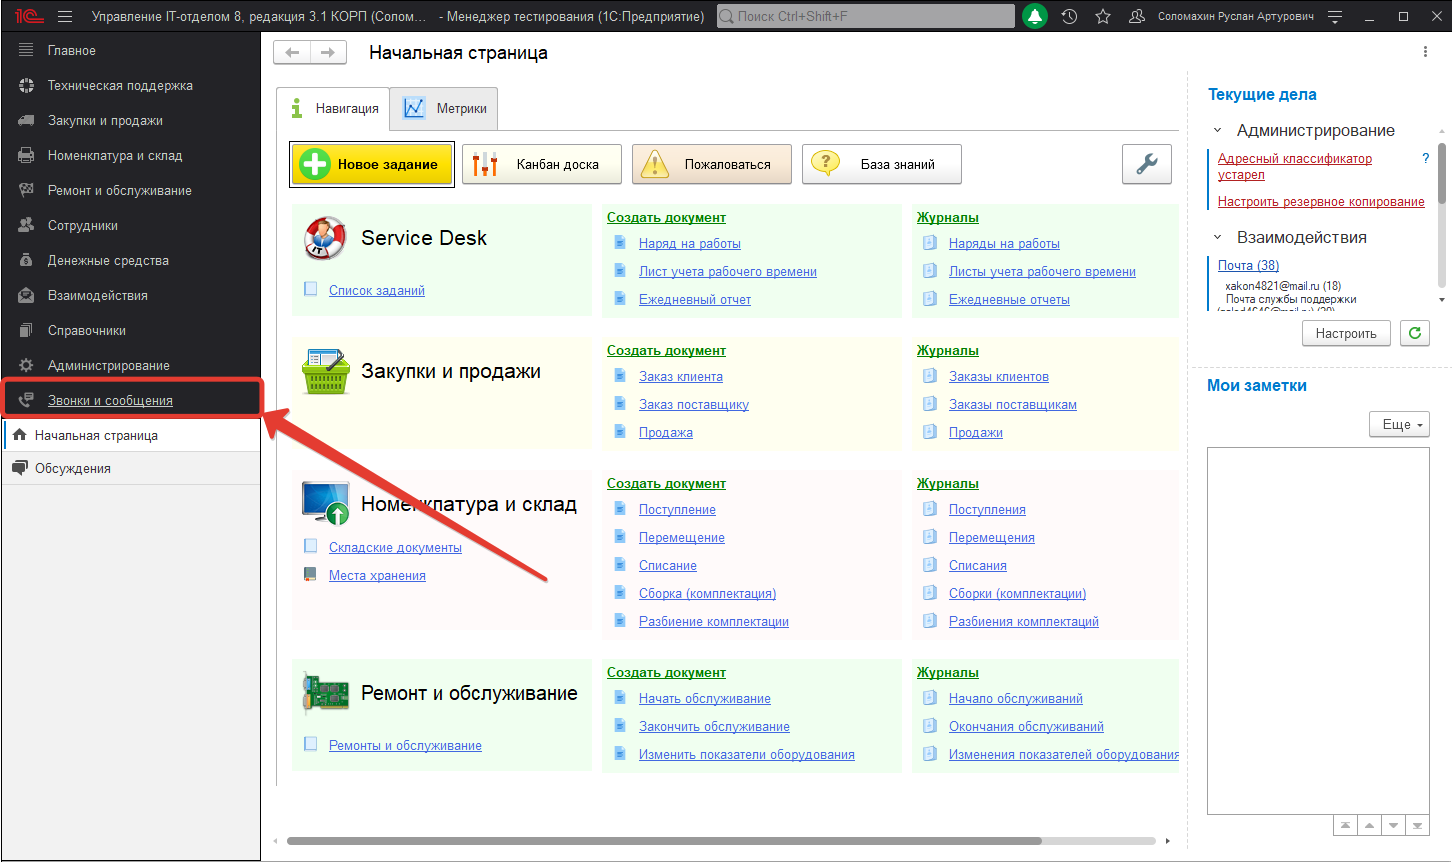 1С Управление IT-отделом 8, редакция 3.1 КОРП (Солом... - Менеджер тестирования (1С:Предприятие) Поиск Ctrl+Shift+F Соломахин Руслан Артурович
Главное
Техническая поддержка
Закупки и продажи
Номенклатура и склад
Ремонт и обслуживание
Сотрудники
Денежные средства
Взаимодействия
Справочники
Администрирование
Звонки и сообщения
Начальная страница
Обсуждения
Начальная страница
Навигация Метрики
Новое задание Канбан доска Пожаловаться База знаний
Service Desk
Список заданий
Создать документ
Наряд на работы
Лист учета рабочего времени
Ежедневный отчет
Журналы
Наряды на работы
Листы учета рабочего времени
Ежедневные отчеты
Закупки и продажи
Создать документ
Заказ клиента
Заказ поставщику
Продажа
Журналы
Заказы клиентов
Заказы поставщикам
Продажи
Номенклатура и склад
Складские документы
Места хранения
Создать документ
Поступление
Перемещение
Списание
Сборка (комплектация)
Разбиение комплектации
Журналы
Поступления
Перемещения
Списания
Сборки (комплектации)
Разбиения комплектаций
Ремонт и обслуживание
Ремонты и обслуживание
Создать документ
Начать обслуживание
Закончить обслуживание
Изменить показатели оборудования
Журналы
Начало обслуживаний
Окончания обслуживаний
Изменения показателей оборудования
Текущие дела
Администрирование
Адресный классификатор ?
устарел
Настроить резервное копирование
Взаимодействия
Почта (38)
xakon4821@mail.ru (18)
Почта службы поддержки
Настроить
Мои заметки
Еще